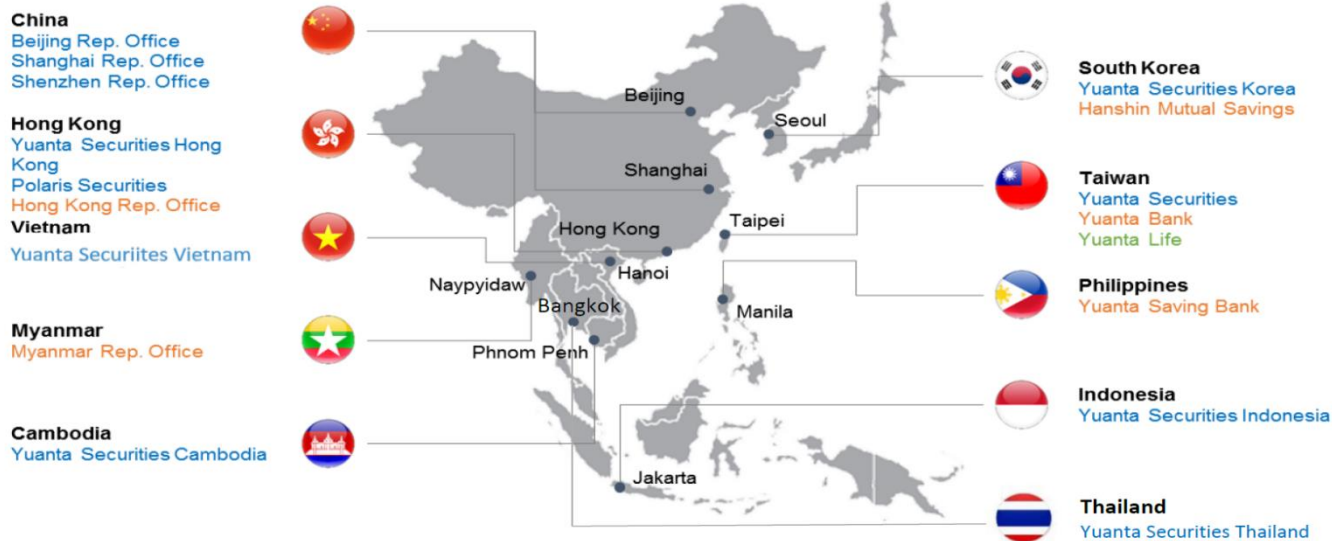 China
Beijing Rep. Office
Shanghai Rep. Office
Shenzhen Rep. Office
Hong Kong
Yuanta Securities Hong
Kong
Polaris Securities
Hong Kong Rep. Office
Vietnam
Yuanta Securiites Vietnam
Myanmar
Myanmar Rep. Office
Cambodia
Yuanta Securities Cambodia
Beijing
Seoul
Shanghai
Taipei
Hong Kong
Hanoi
Naypyidaw
Bangkok
Manila
Phnom Penh
Jakarta
South Korea
Yuanta Securities Korea
Hanshin Mutual Savings
Taiwan
Yuanta Securities
Yuanta Bank
Yuanta Life
Philippines
Yuanta Saving Bank
Indonesia
Yuanta Securities Indonesia
Thailand
Yuanta Securities Thailand